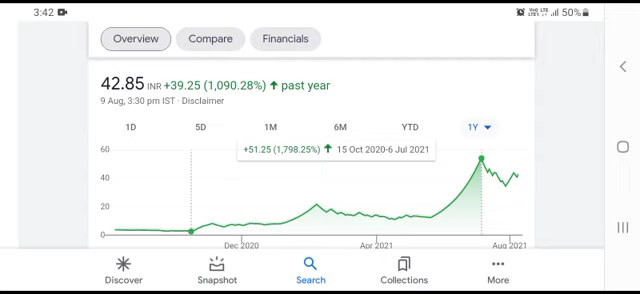 3:42 50%
Overview Compare Financials
42.85 INR +39.25 (1,090.28%) past year
9 Aug, 3:30 pm IST · Disclaimer
1D 5D 1M 6M YTD 1Y
+51.25 (1,798.25%) 15 Oct 2020-6 Jul 2021
60
40
20
0
Dec 2020 Apr 2021 Aug 2021
Discover Snapshot Search Collections More